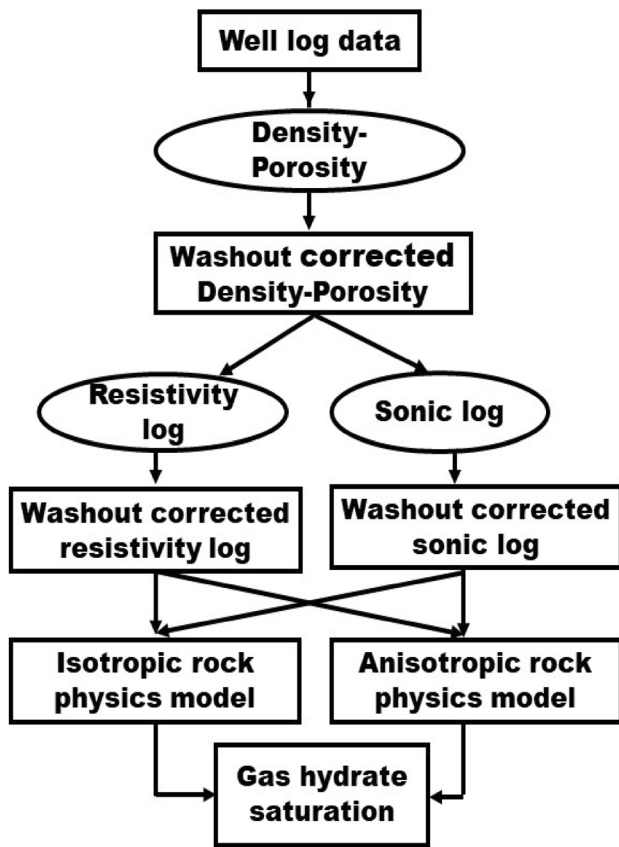 Well log data
Density-
Porosity
Washout corrected
Density-Porosity
Resistivity
log
Sonic log
Washout corrected
resistivity log
Washout corrected
sonic log
Isotropic rock
physics model
Anisotropic rock
physics model
Gas hydrate
saturation